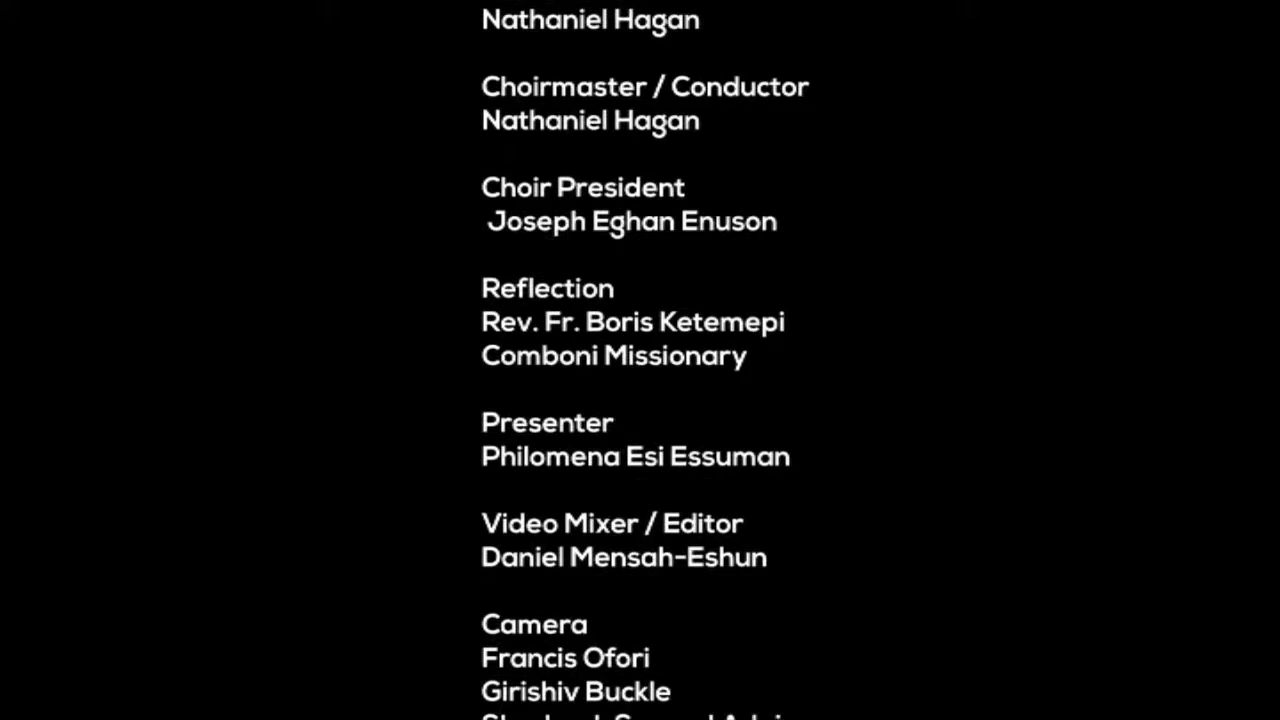 Nathaniel Hagan
Choirmaster / Conductor
Nathaniel Hagan
Choir President
Joseph Eghan Enuson
Reflection
Rev. Fr. Boris Ketemepi
Comboni Missionary
Presenter
Philomena Esi Essuman
Video Mixer / Editor
Daniel Mensah-Eshun
Camera
Francis Ofori
Girishiv Buckle